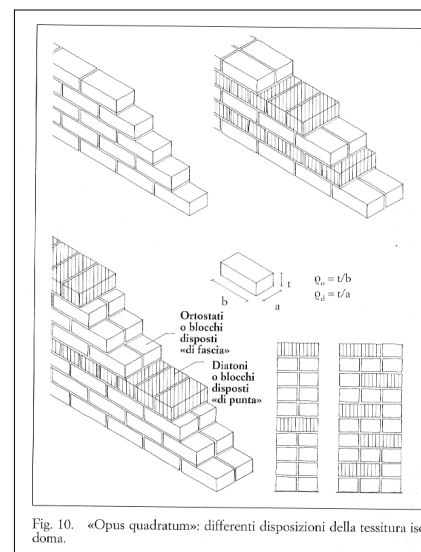 b
t
a
ϱo = t/b
ϱd = t/a
Ortostati
o blocchi
disposti
«di fascia»
Diatoni
o blocchi
disposti
«di punta»
Fig. 10. «Opus quadratum»: differenti disposizioni della tessitura iso
doma.